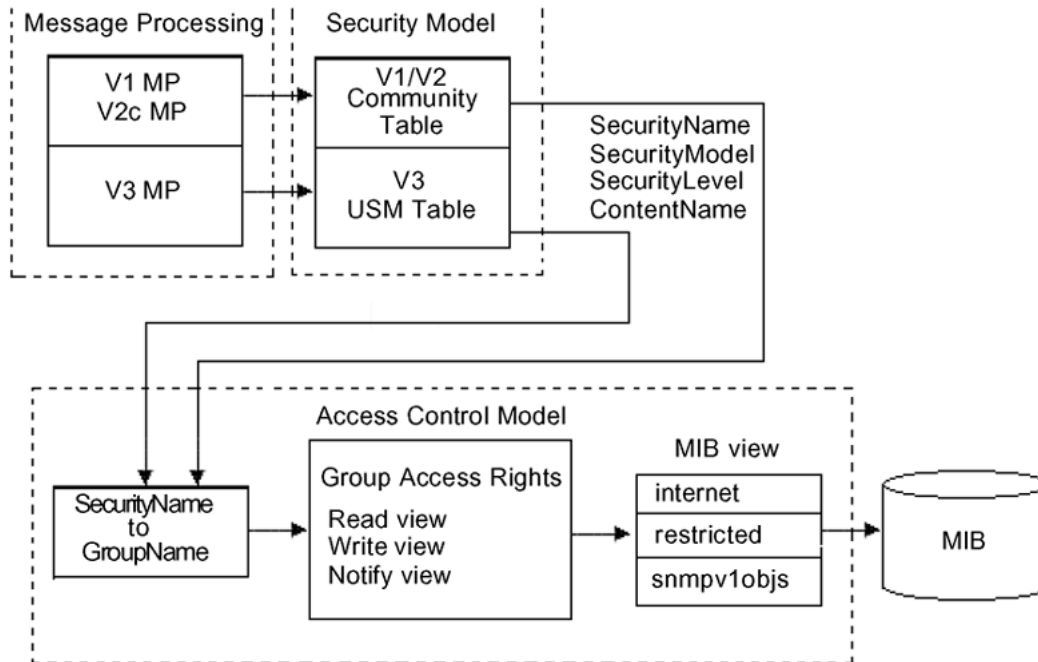 Message Processing
V1 MP
V2c MP
V3 MP
Security Model
V1/V2
Community
Table
V3
USM Table
SecurityName
SecurityModel
SecurityLevel
ContentName
Access Control Model
SecurityName
to
GroupName
Group Access Rights
Read view
Write view
Notify view
MIB view
internet
restricted
snmpv1objs
MIB